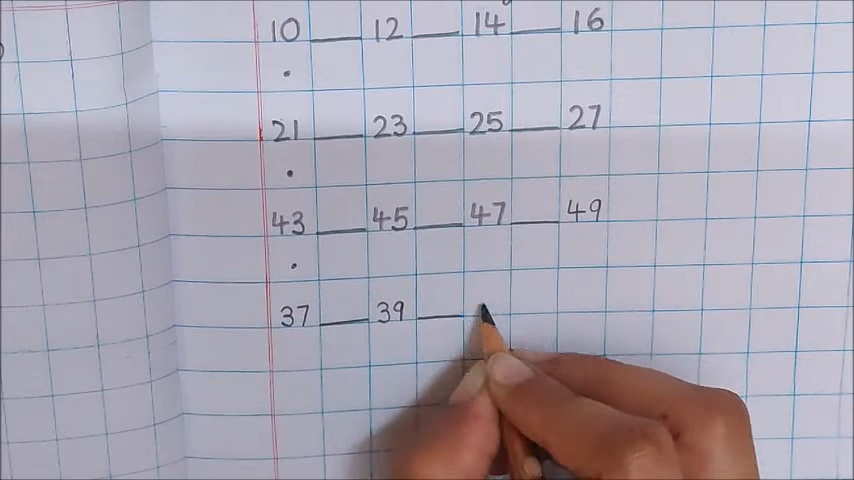 10 ___ 12 ___ 14 ___ 16
21 ___ 23 ___ 25 ___ 27
43 ___ 45 ___ 47 ___ 49
37 ___ 39 ___